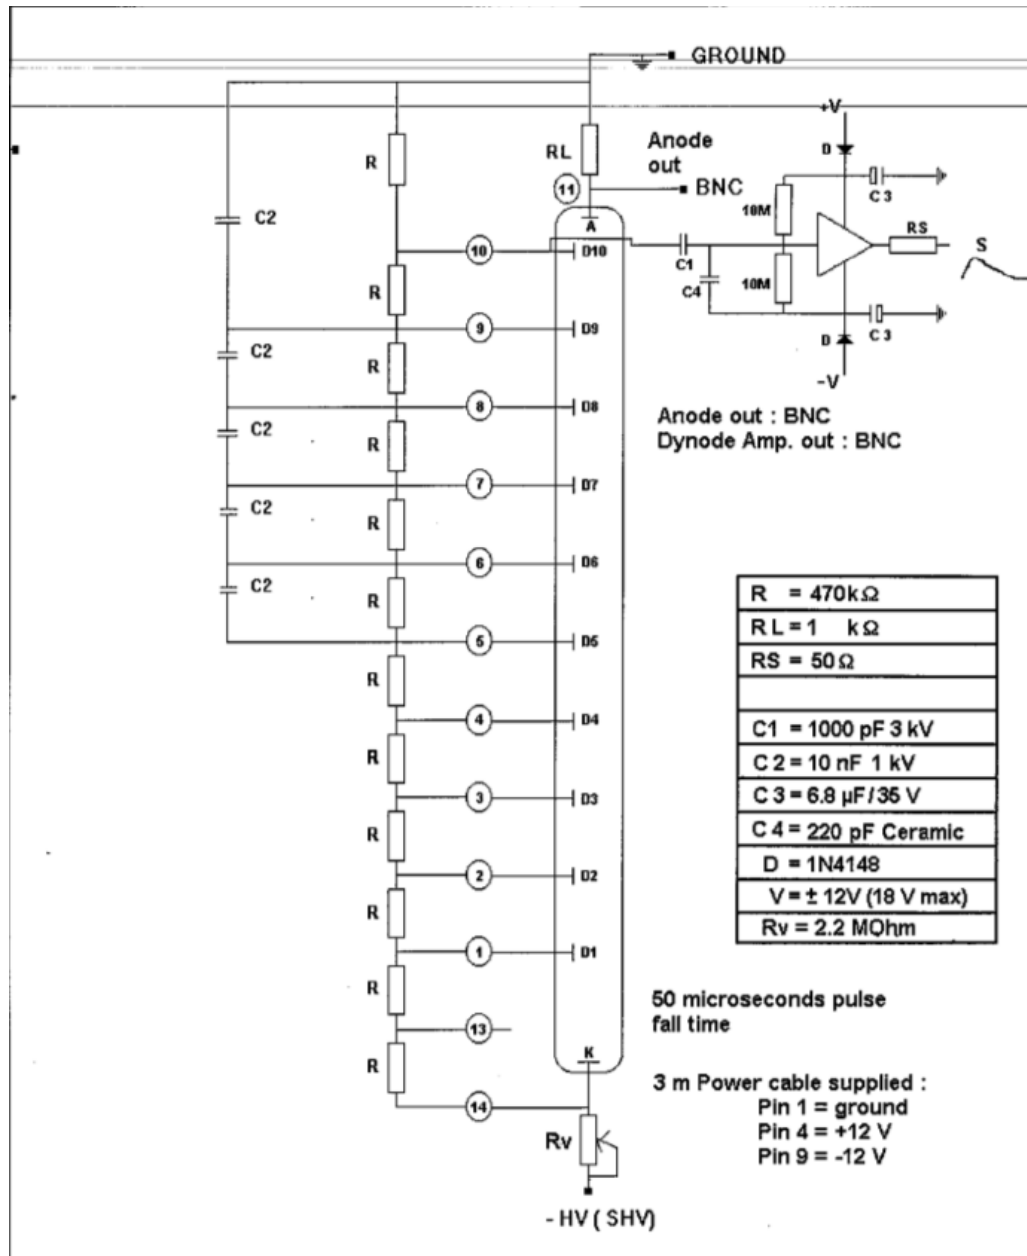 GROUND
+V
R
RL
Anode
out
D
11
BNC
C 3
10M
A
RS
C2
10
D10
S
C1
R
10M
C4
9
D9
D
C 3
C2
R
-V
8
D8
Anode out : BNC
C2
R
Dynode Amp. out : BNC
7
D7
C2
R
6
D6
C2
R
R = 470kΩ
RL = 1 kΩ
5
D5
RS = 50Ω
R
4
D4
C1 = 1000 pF 3 kV
R
C 2 = 10 nF 1 kV
3
D3
C 3 = 6.8 µF/35 V
R
C 4 = 220 pF Ceramic
2
D2
D = 1N4148
V = ± 12V (18 V max)
R
Rv = 2.2 MOhm
1
D1
R
50 microseconds pulse
fall time
13
K
R
3 m Power cable supplied :
14
Pin 1 = ground
Pin 4 = +12 V
Rv
Pin 9 = -12 V
- HV ( SHV)